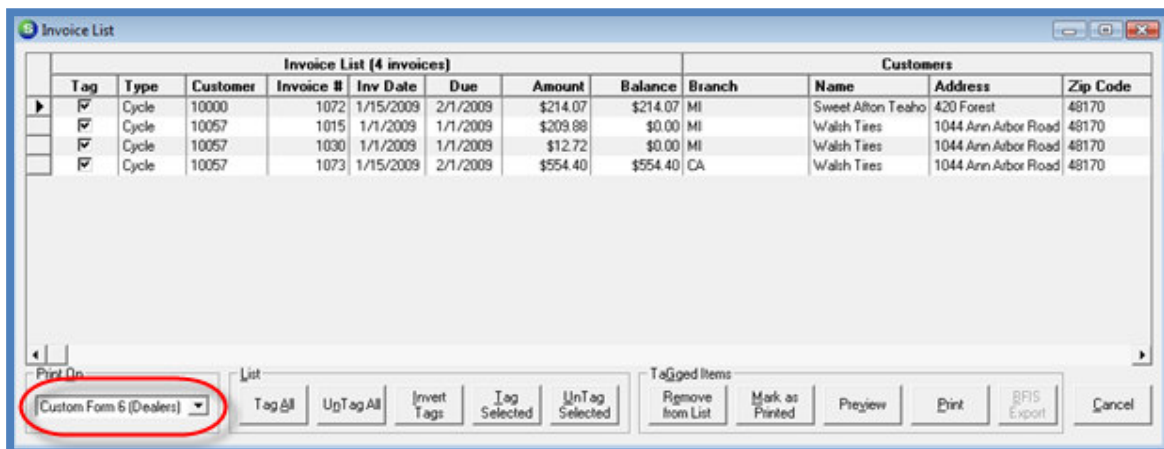 Invoice List
Invoice List (4 invoices) Customers
Tag Type Customer Invoice # Inv Date Due Amount Balance Branch Name Address Zip Code
Cycle 10000 1072 1/15/2009 2/1/2009 $214.07 $214.07 MI Sweet Afton Teaho 420 Forest 48170
Cycle 10057 1015 1/1/2009 1/1/2009 $209.88 $0.00 MI Walsh Tires 1044 Ann Arbor Road 48170
Cycle 10057 1030 1/1/2009 1/1/2009 $12.72 $0.00 MI Walsh Tires 1044 Ann Arbor Road 48170
Cycle 10057 1073 1/15/2009 2/1/2009 $554.40 $554.40 CA Walsh Tires 1044 Ann Arbor Road 48170
Print On List TaGged Items
Custom Form 6 (Dealers) Tag All UnTag All Invert Tags Tag Selected UnTag Selected Remove from List Mark as Printed Preview Print BFIS Export Cancel